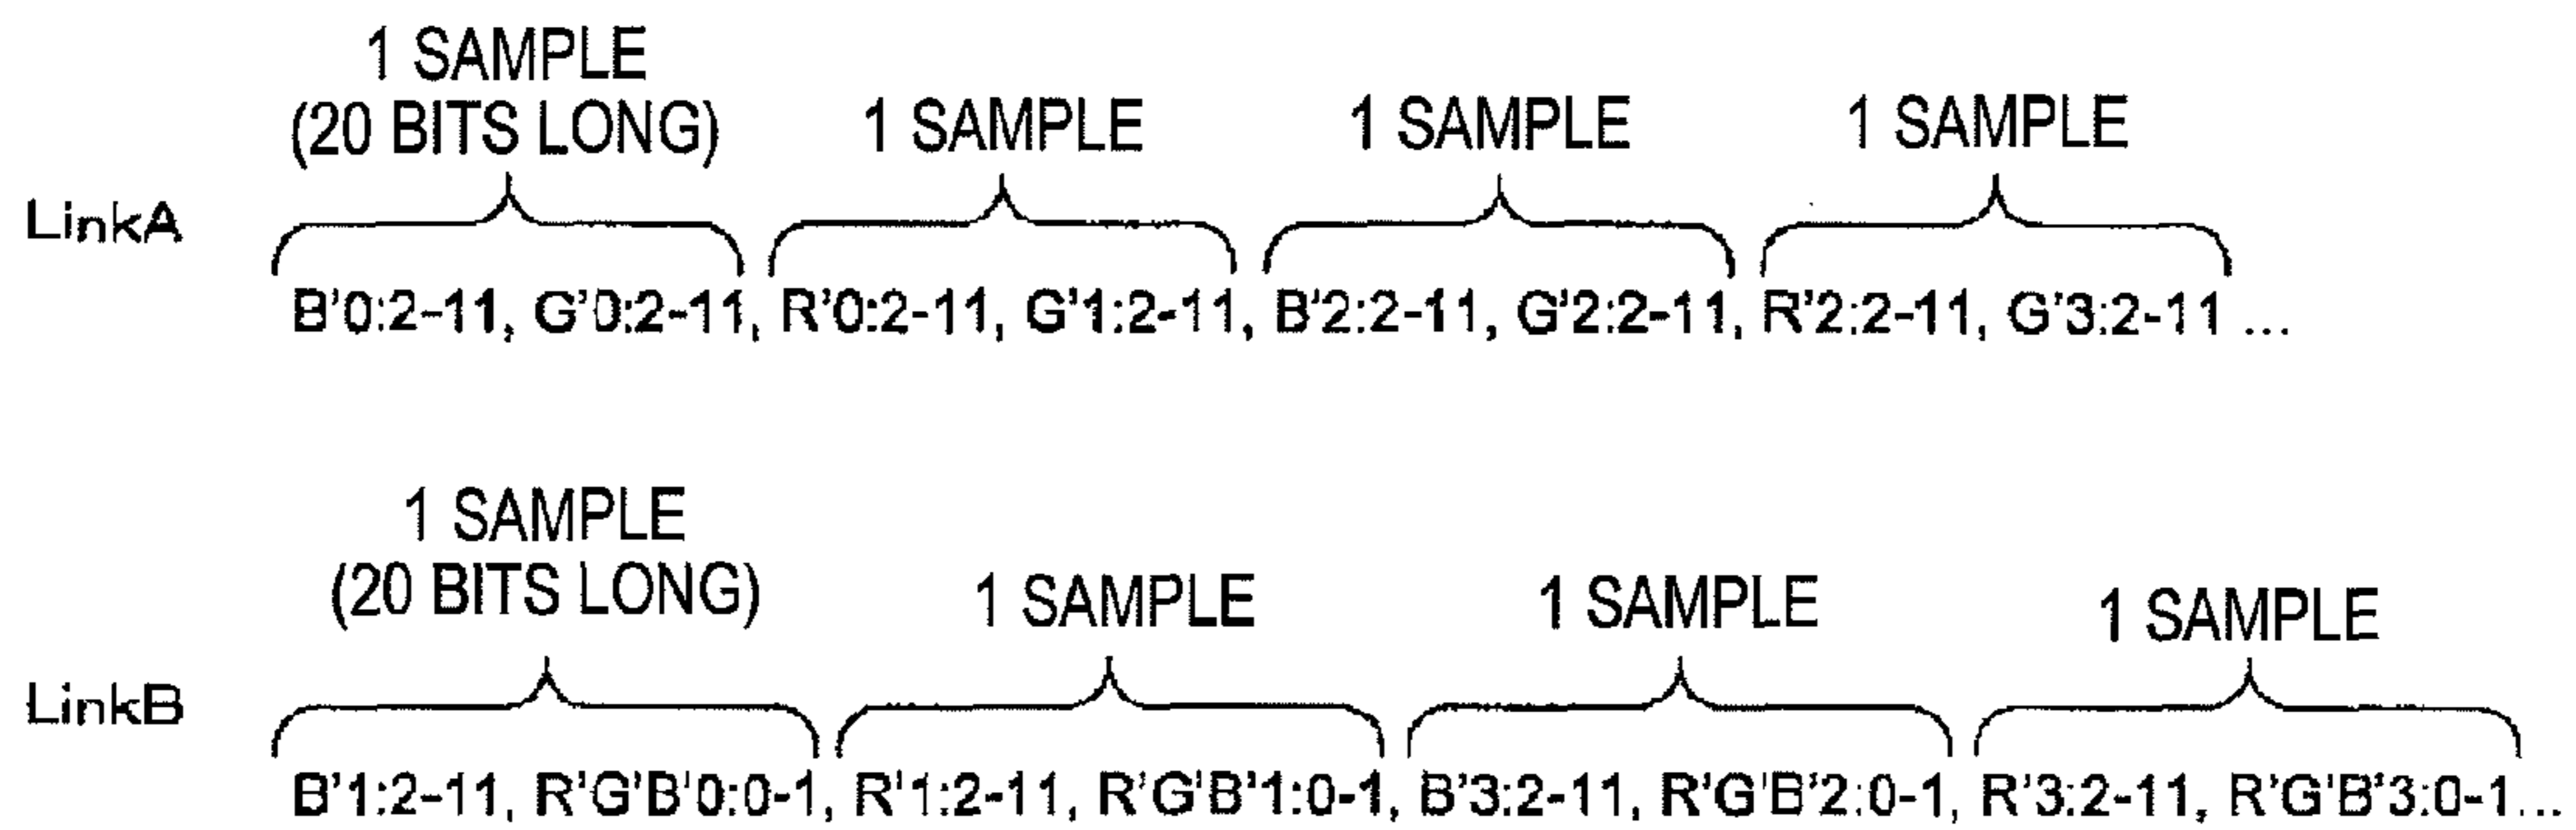 1 SAMPLE
(20 BITS LONG) 1 SAMPLE 1 SAMPLE 1 SAMPLE
LinkA
B'0:2-11, G'0:2-11, R'0:2-11, G'1:2-11, B'2:2-11, G'2:2-11, R'2:2-11, G'3:2-11 ...
1 SAMPLE
(20 BITS LONG) 1 SAMPLE 1 SAMPLE 1 SAMPLE
LinkB
B'1:2-11, R'G'B'0:0-1, R'1:2-11, R'G'B'1:0-1, B'3:2-11, R'G'B'2:0-1, R'3:2-11, R'G'B'3:0-1...